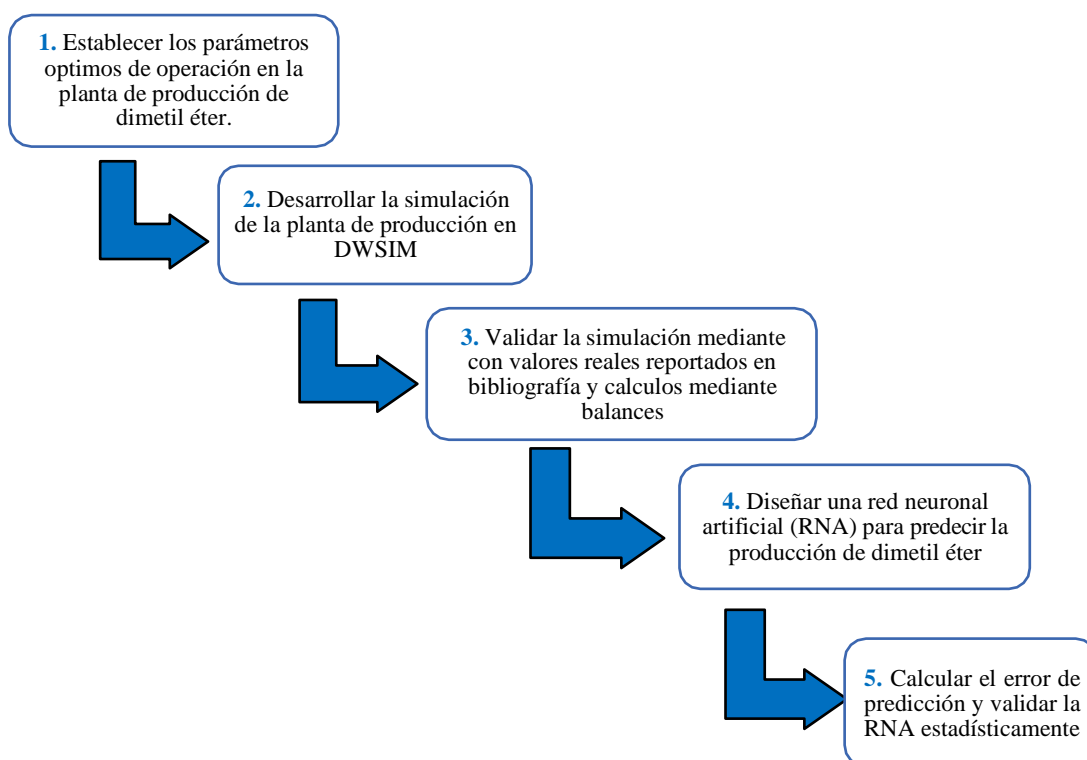 1. Establecer los parámetros
optimos de operación en la
planta de producción de
dimetil éter.
2. Desarrollar la simulación
de la planta de producción en
DWSIM
3. Validar la simulación mediante
con valores reales reportados en
bibliografía y calculos mediante
balances
4. Diseñar una red neuronal
artificial (RNA) para predecir la
producción de dimetil éter
5. Calcular el error de
predicción y validar la
RNA estadísticamente